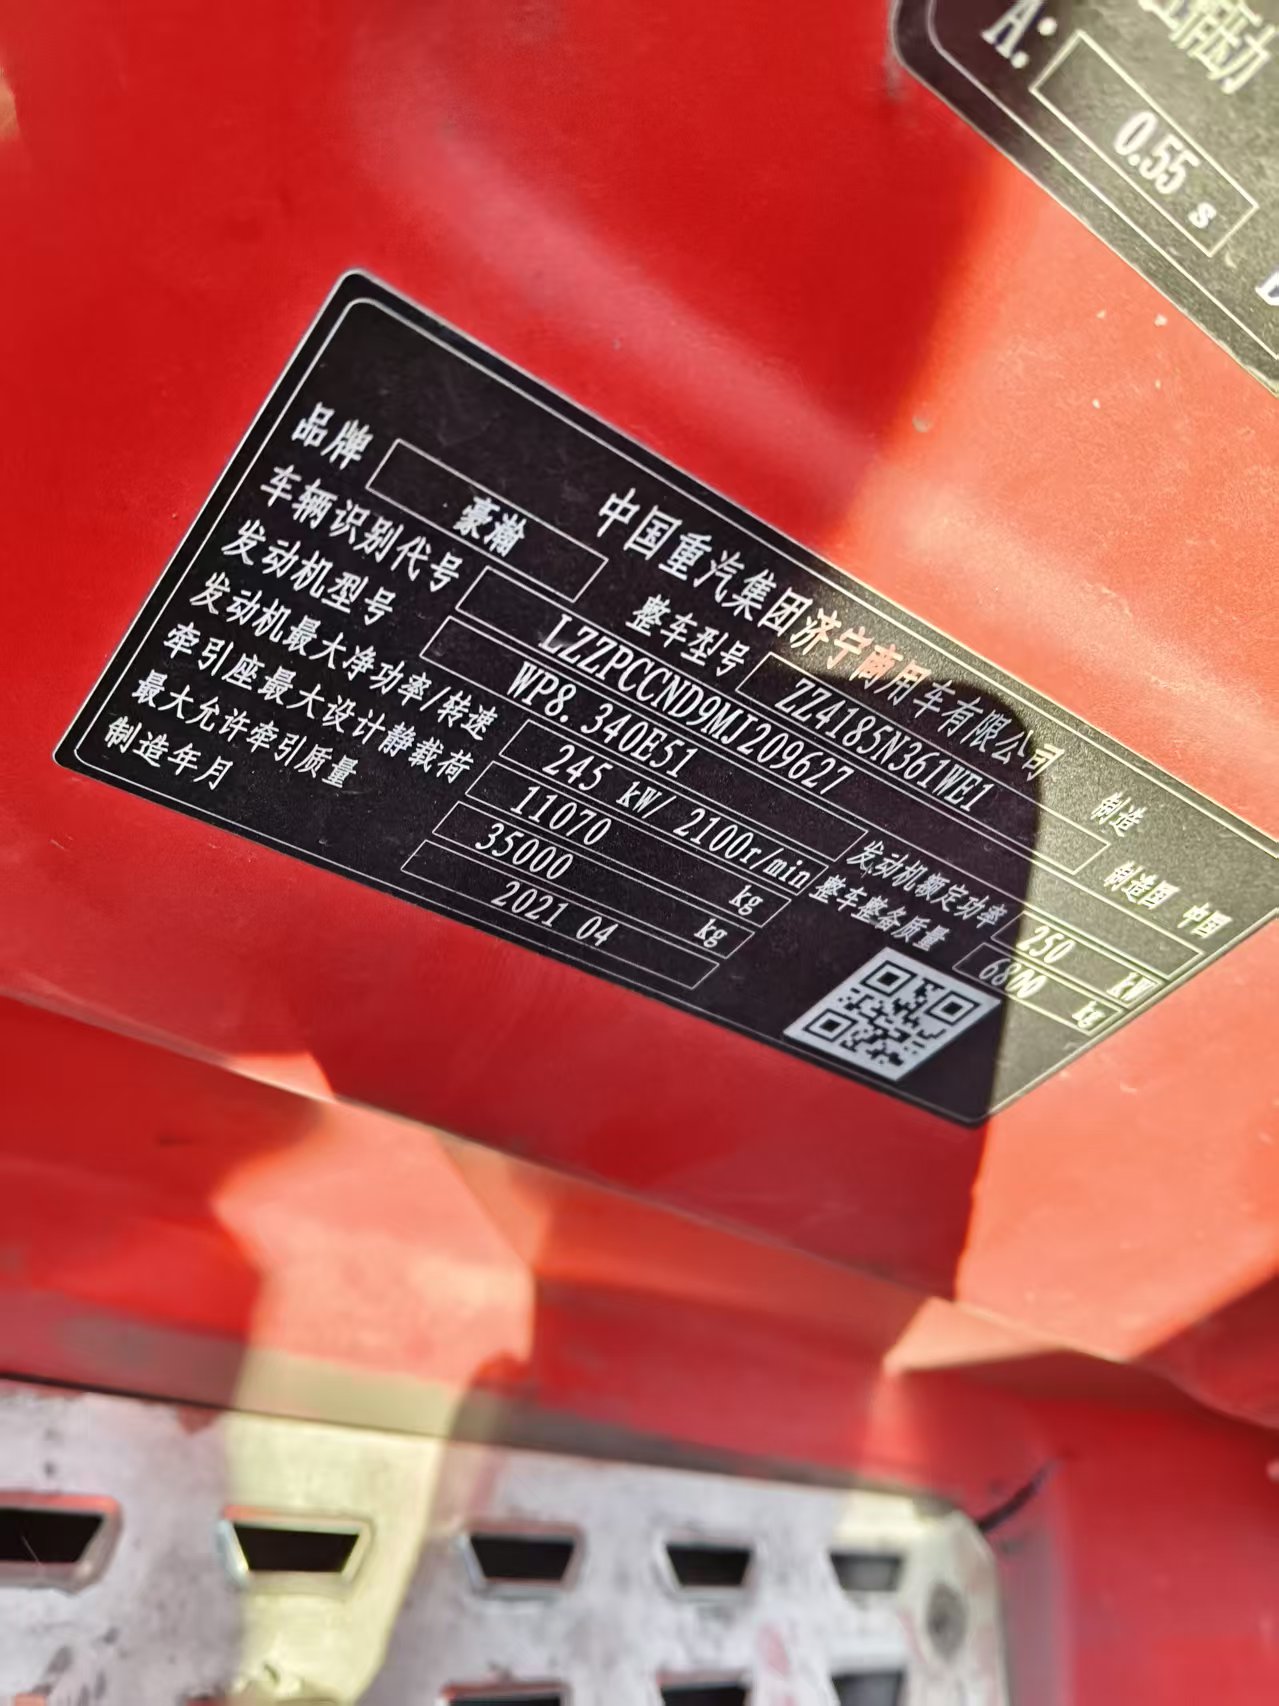 A:
0.55 s
中国重汽集团济宁商用车有限公司 制造
品牌 豪瀚 整车型号 ZZ4185N361WE1 制造国 中国
车辆识别代号 LZZPCCND9MJ209627
发动机型号 WP8.340E51 发动机额定功率 250 kW
发动机最大净功率/转速 245 kW/ 2100r/min 整车整备质量 6800 kg
牵引座最大设计静载荷 11070 kg
最大允许牵引质量 35000 kg
制造年月 2021 04